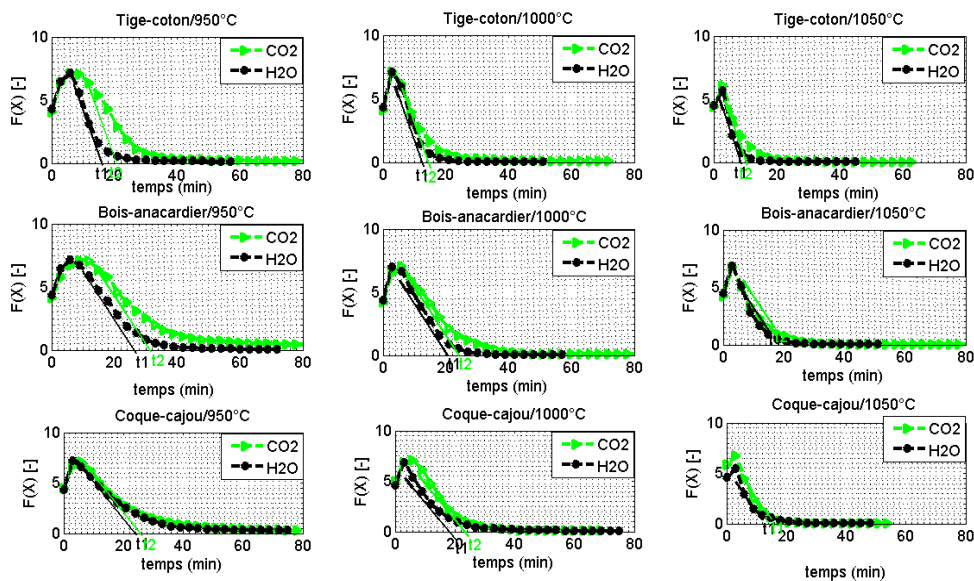 Tige-coton/950°C
10
5
0
F(X) [-]
CO2
H2O
0 t1 t2 40 60 80
temps (min)
Tige-coton/1000°C
10
5
0
CO2
H2O
0 t1 t2 20 40 60 80
temps (min)
Tige-coton/1050°C
10
5
0
F(X) [-]
CO2
H2O
0 t1 t2 20 40 60 80
temps (min)
Bois-anacardier/950°C
10
5
0
F(X) [-]
CO2
H2O
0 20 t1 t2 40 60 80
temps (min)
Bois-anacardier/1000°C
10
5
0
CO2
H2O
0 t1 t2 40 60 80
temps (min)
Bois-anacardier/1050°C
10
5
0
F(X) [-]
CO2
H2O
0 20 40 60 80
temps (min)
Coque-cajou/950°C
10
5
0
F(X) [-]
CO2
H2O
0 20 t1 t2 40 60 80
temps (min)
Coque-cajou/1000°C
10
5
0
F(X) [-]
CO2
H2O
0 t1 t2 40 60 80
temps (min)
Coque-cajou/1050°C
10
5
0
F(X) [-]
CO2
H2O
0 20 40 60 80
temps (min)